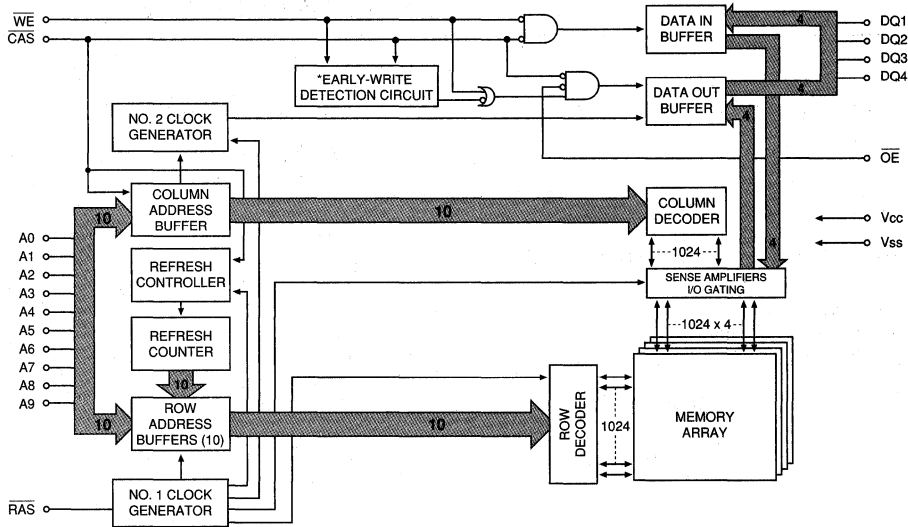 WE
CAS
*EARLY-WRITE
DETECTION CIRCUIT
DATA IN
BUFFER
4
DQ1
DQ2
DQ3
DQ4
DATA OUT
BUFFER
4
4
NO. 2 CLOCK
GENERATOR
OE
COLUMN
ADDRESS
BUFFER
10
10
COLUMN
DECODER
Vcc
Vss
4
1024
A0
A1
A2
A3
A4
A5
A6
A7
A8
A9
REFRESH
CONTROLLER
SENSE AMPLIFIERS
I/O GATING
REFRESH
COUNTER
1024 x 4
10
10
ROW
ADDRESS
BUFFERS (10)
10
ROW
DECODER
1024
MEMORY
ARRAY
NO. 1 CLOCK
GENERATOR
RAS